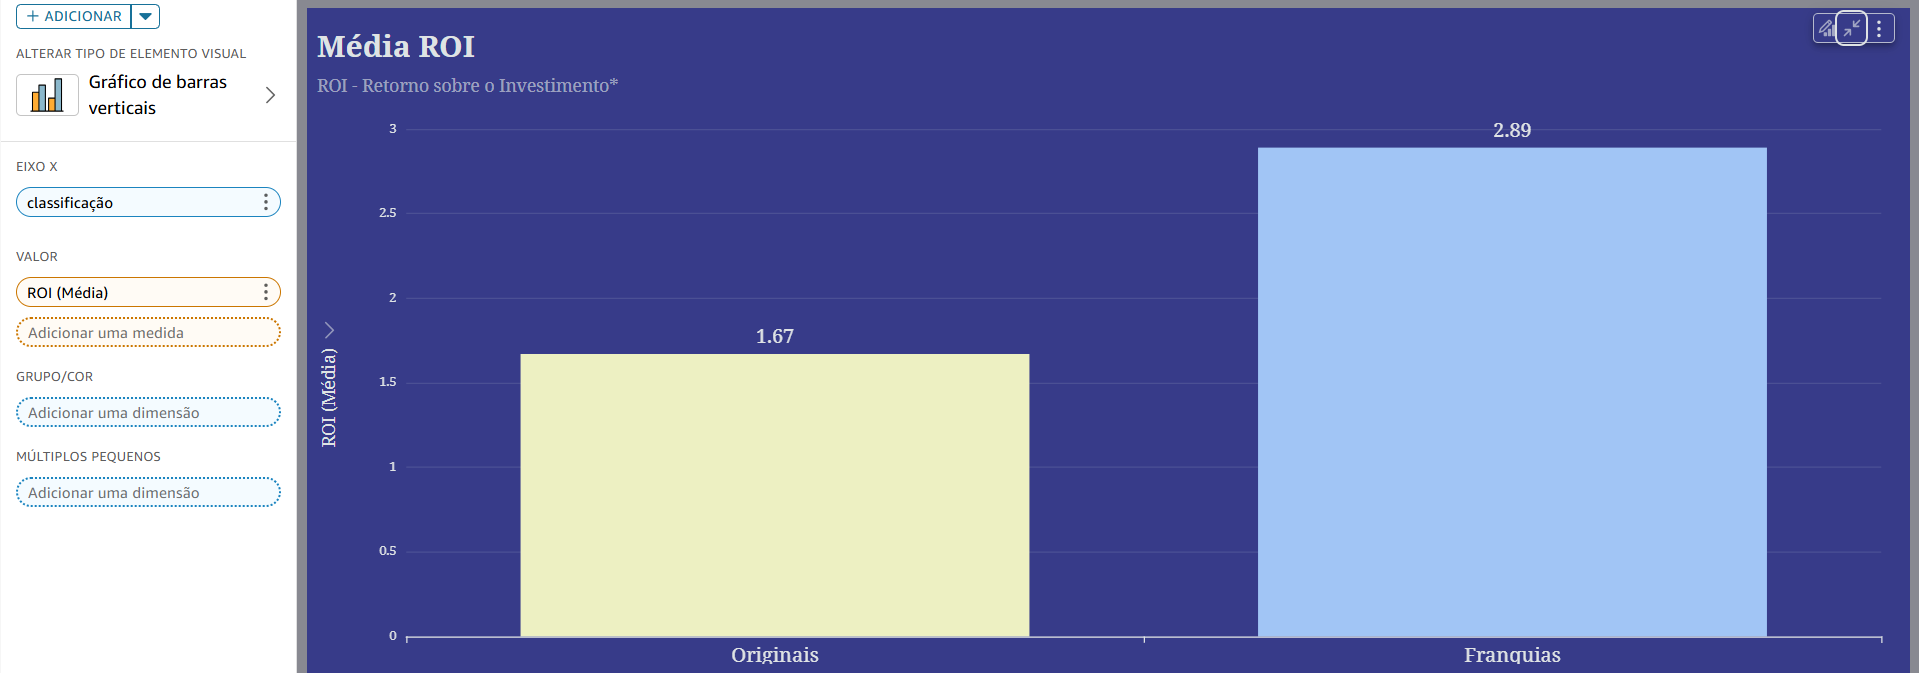 + ADICIONAR
ALTERAR TIPO DE ELEMENTO VISUAL
Gráfico de barras
verticais
EIXO X
classificação
VALOR
ROI (Média)
Adicionar uma medida
GRUPO/COR
Adicionar uma dimensão
MÚLTIPLOS PEQUENOS
Adicionar uma dimensão
Média ROI
ROI - Retorno sobre o Investimento*
ROI (Média)
3
2.5
2
1.5
1
0.5
0
1.67
2.89
Originais
Franquias